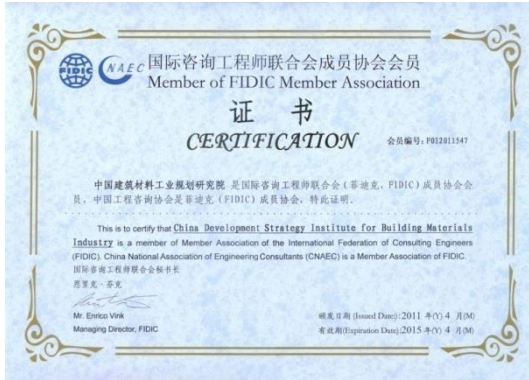 FIDIC CNAEC 国际咨询工程师联合会成员协会会员
Member of FIDIC Member Association
证 书
CERTIFICATION 会员编号: F012011547
中国建筑材料工业规划研究院 是国际咨询工程师联合会(菲迪克, FIDIC)成员协会会
员, 中国工程咨询协会是菲迪克(FIDIC)成员协会, 特此证明.
This is to certify that China Development Strategy Institute for Building Materials
Industry is a member of Member Association of the International Federation of Consulting Engineers
(FIDIC). China National Association of Engineering Consultants (CNAEC) is a Member Association of FIDIC.
国际咨询工程师联合会秘书长
恩里克·芬克
Mr. Enrico Vink 颁发日期 (Issued Date):2011 年(Y) 4 月(M)
Managing Director, FIDIC 有效期(Expiration Date):2015 年(Y) 4 月(M)